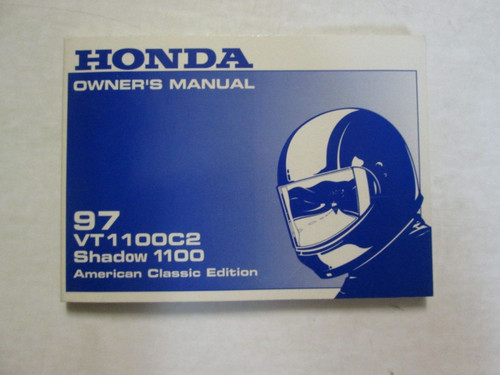 HONDA
OWNER'S MANUAL
97
VT1100C2
Shadow 1100
American Classic Edition